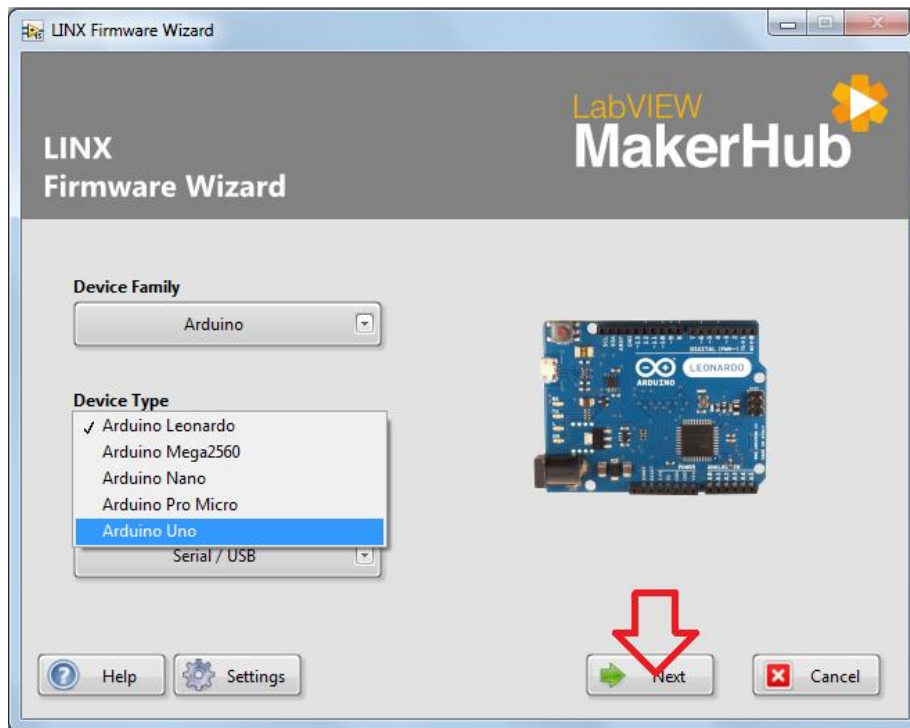 LINX Firmware Wizard
LabVIEW
MakerHub
LINX
Firmware Wizard
Device Family
Arduino
Device Type
✓ Arduino Leonardo
Arduino Mega2560
Arduino Nano
Arduino Pro Micro
Arduino Uno
Serial / USB
LEONARDO
ARDUINO
Help
Settings
Next
Cancel